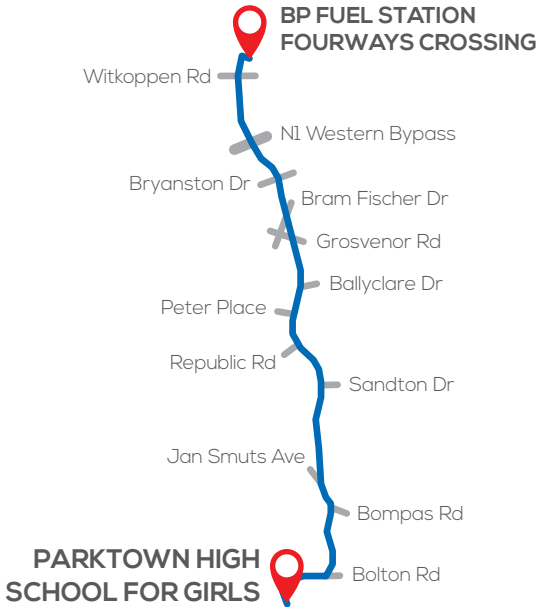 BP FUEL STATION
FOURWAYS CROSSING
Witkoppen Rd
N1 Western Bypass
Bryanston Dr
Bram Fischer Dr
Grosvenor Rd
Ballyclare Dr
Peter Place
Republic Rd
Sandton Dr
Jan Smuts Ave
Bompas Rd
PARKTOWN HIGH
SCHOOL FOR GIRLS
Bolton Rd